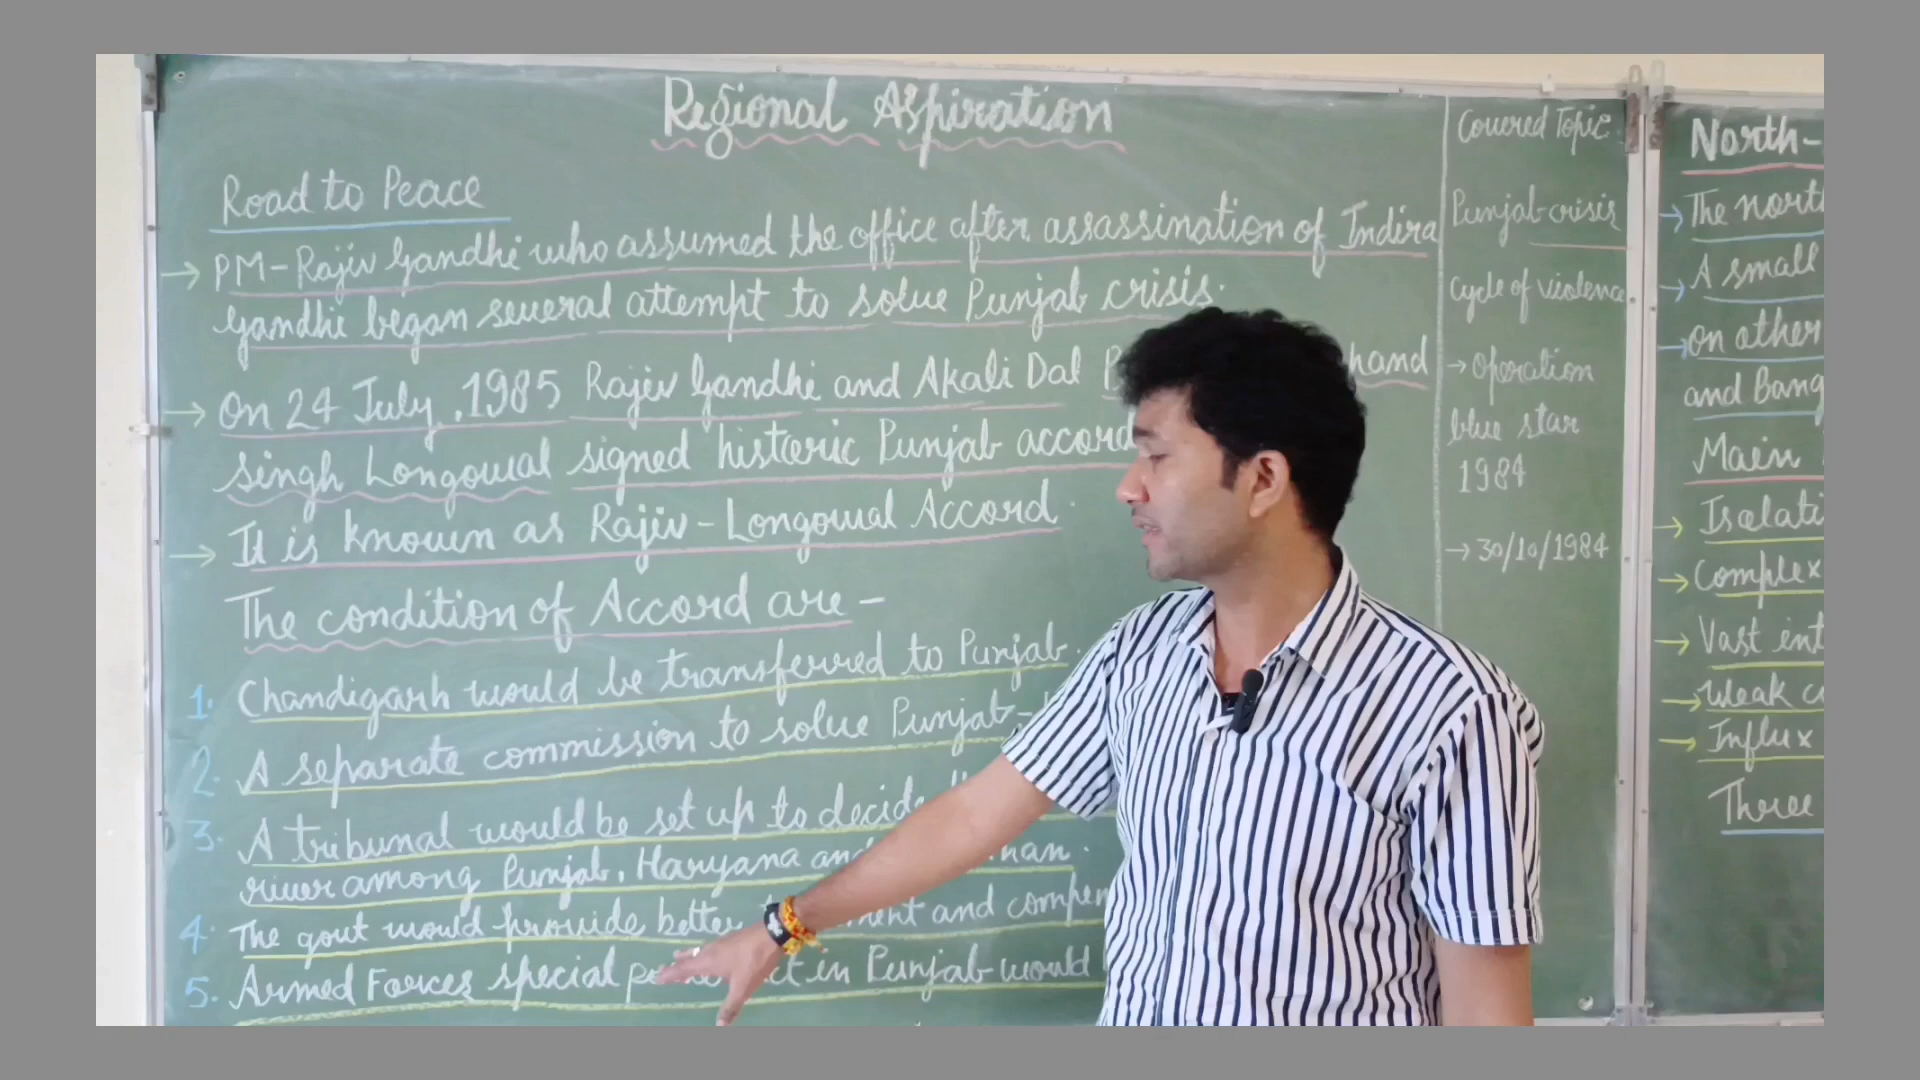 Regional Aspiration
Road to Peace
→ PM-Rajiv Gandhi who assumed the office after assassination of Indira
Gandhi began several attempt to solve Punjab crisis.
→ On 24 July, 1985 Rajiv Gandhi and Akali Dal
Singh Longowal signed historic Punjab accord
→ It is known as Rajiv-Longowal Accord.
The condition of Accord are-
1. Chandigarh would be transferred to Punjab.
2. A separate commission to solve Punjab-
3. A tribunal would be set up to decide
river among Punjab, Haryana and
4. The govt would provide better and
5. Armed Forces special in Punjab would
Covered Topic
Punjab crisis
Cycle of violence
→ Operation
blue star
1984
→ 30/10/1984
North-
→ The
→ A small
→ on other
and
Main
→
→ Complex
→ Vast
→ Weak
→ Influx
Three